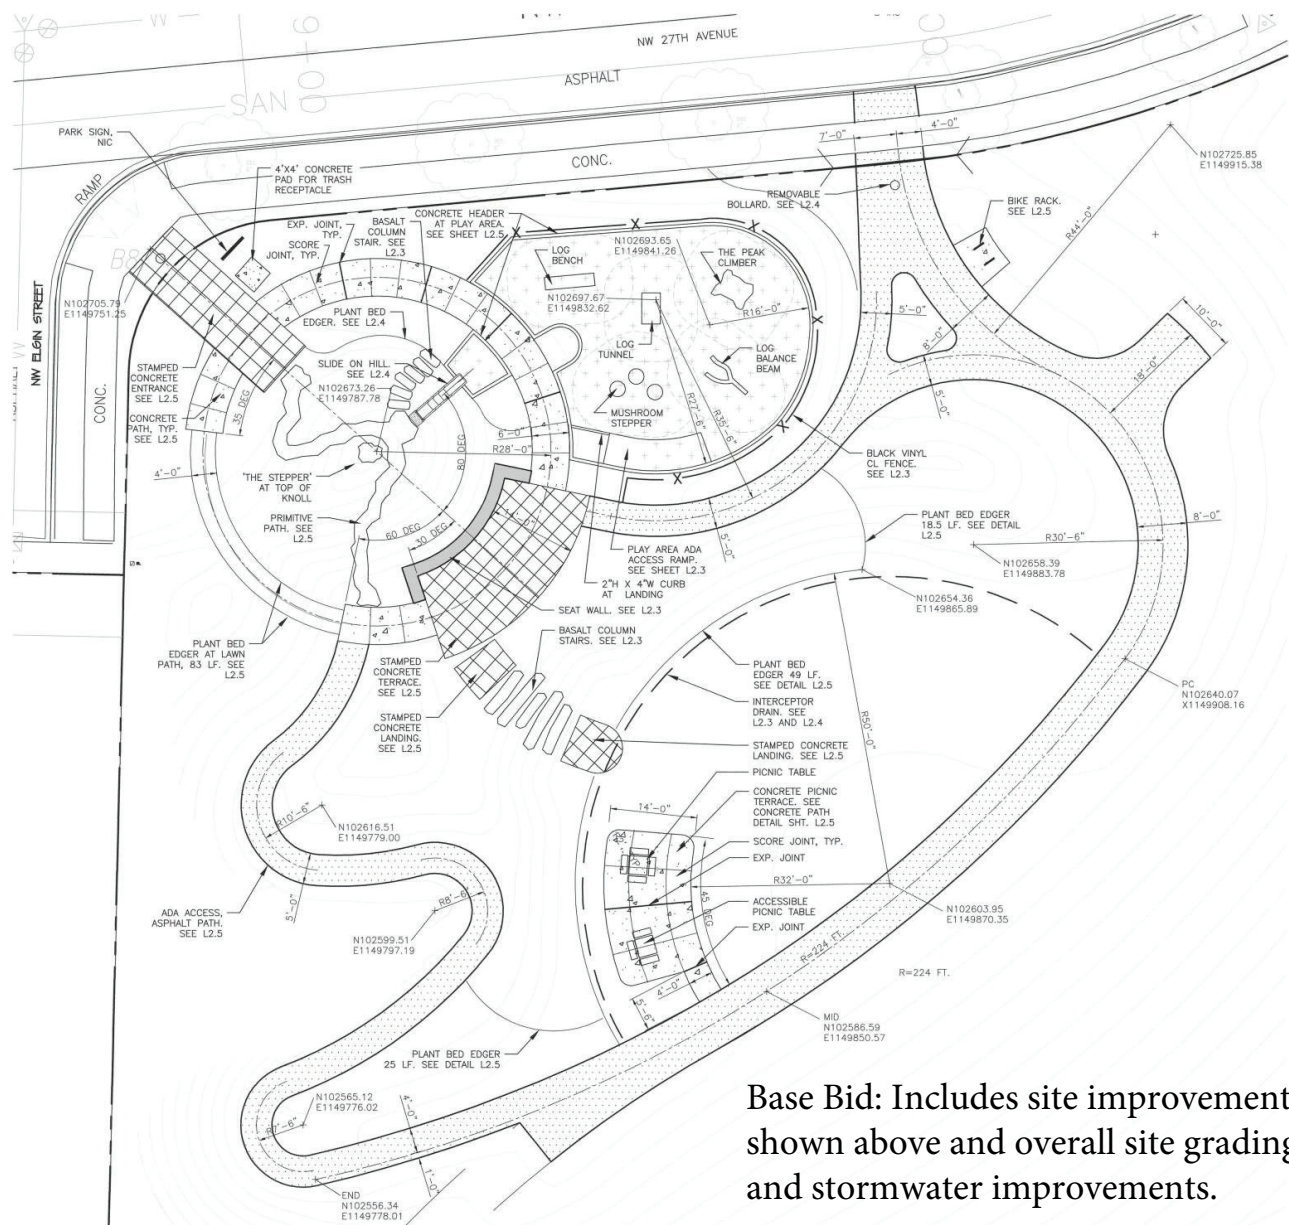 NW 27TH AVENUE
ASPHALT
SAN
CONC.
RAMP
PARK SIGN,
NIC
4'X4' CONCRETE
PAD FOR TRASH
RECEPTACLE
EXP. JOINT,
TYP.
SCORE
JOINT, TYP.
BASALT
COLUMN
STAIR. SEE
L2.3
CONCRETE HEADER
AT PLAY AREA.
SEE SHEET L2.5
REMOVABLE
BOLLARD. SEE L2.4
7'-0"
4'-0"
N102725.85
E1149915.38
BIKE RACK.
SEE L2.5
R44'-0"
N102693.65
E1149841.26
LOG
BENCH
THE PEAK
CLIMBER
N102697.67
E1149832.62
R16'-0"
LOG
TUNNEL
LOG
BALANCE
BEAM
MUSHROOM
STEPPER
R27'-6"
R35'-6"
5'-0"
8'-0"
5'-0"
10'-0"
18'-0"
N102705.79
E1149751.25
NW ELGIN STREET
CONC.
PLANT BED
EDGER. SEE L2.4
SLIDE ON HILL.
SEE L2.4
N102673.26
E1149787.78
STAMPED
CONCRETE
ENTRANCE
SEE L2.5
CONCRETE
PATH, TYP.
SEE L2.5
35 DEG
4'-0"
6'-0"
R28'-0"
80 DEG
'THE STEPPER'
AT TOP OF
KNOLL
PRIMITIVE
PATH. SEE
L2.5
60 DEG
30 DEG
14'-0"
BLACK VINYL
CL FENCE.
SEE L2.3
PLANT BED EDGER
18.5 LF. SEE DETAIL
L2.5
5'-0"
R30'-6"
8'-0"
N102658.39
E1149883.78
PLAY AREA ADA
ACCESS RAMP.
SEE SHEET L2.3
2"H X 4"W CURB
AT LANDING
SEAT WALL. SEE L2.3
BASALT COLUMN
STAIRS. SEE L2.3
N102654.36
E1149865.89
PLANT BED
EDGER AT LAWN
PATH, 83 LF. SEE
L2.5
STAMPED
CONCRETE
TERRACE.
SEE L2.5
STAMPED
CONCRETE
LANDING.
SEE L2.5
PLANT BED
EDGER 49 LF.
SEE DETAIL L2.5
INTERCEPTOR
DRAIN. SEE
L2.3 AND L2.4
STAMPED CONCRETE
LANDING. SEE L2.5
PICNIC TABLE
CONCRETE PICNIC
TERRACE. SEE
CONCRETE PATH
DETAIL SHT. L2.5
SCORE JOINT, TYP.
EXP. JOINT
ACCESSIBLE
PICNIC TABLE
EXP. JOINT
R50'-0"
PC
N102640.07
X1149908.16
14'-0"
R32'-0"
45 DEG
N102603.95
E1149870.35
R10'-6"
N102616.51
E1149779.00
5'-0"
R8'-6
ADA ACCESS,
ASPHALT PATH.
SEE L2.5
N102599.51
E1149797.19
R=224 FT.
R=224 FT.
4'-0"
5'-6"
MID
N102586.59
E1149850.57
PLANT BED EDGER
25 LF. SEE DETAIL L2.5
N102565.12
E1149776.02
R7'-6"
4'-0"
1'-0"
END
N102556.34
E1149778.01
Base Bid: Includes site improvement
shown above and overall site grading
and stormwater improvements.